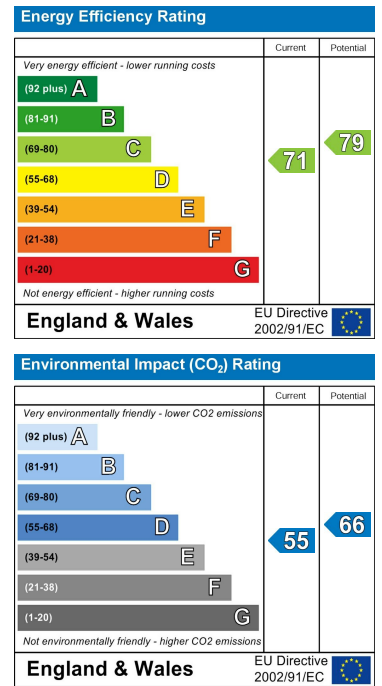 Energy Efficiency Rating
Current Potential
Very energy efficient - lower running costs
(92 plus) A
(81-91) B
(69-80) C
(55-68) D
(39-54) E
(21-38) F
(1-20) G
71
79
Not energy efficient - higher running costs
England & Wales
EU Directive
2002/91/EC
Environmental Impact (CO₂) Rating
Current Potential
Very environmentally friendly - lower CO2 emissions
(92 plus) A
(81-91) B
(69-80) C
(55-68) D
(39-54) E
(21-38) F
(1-20) G
55
66
Not environmentally friendly - higher CO2 emissions
England & Wales
EU Directive
2002/91/EC